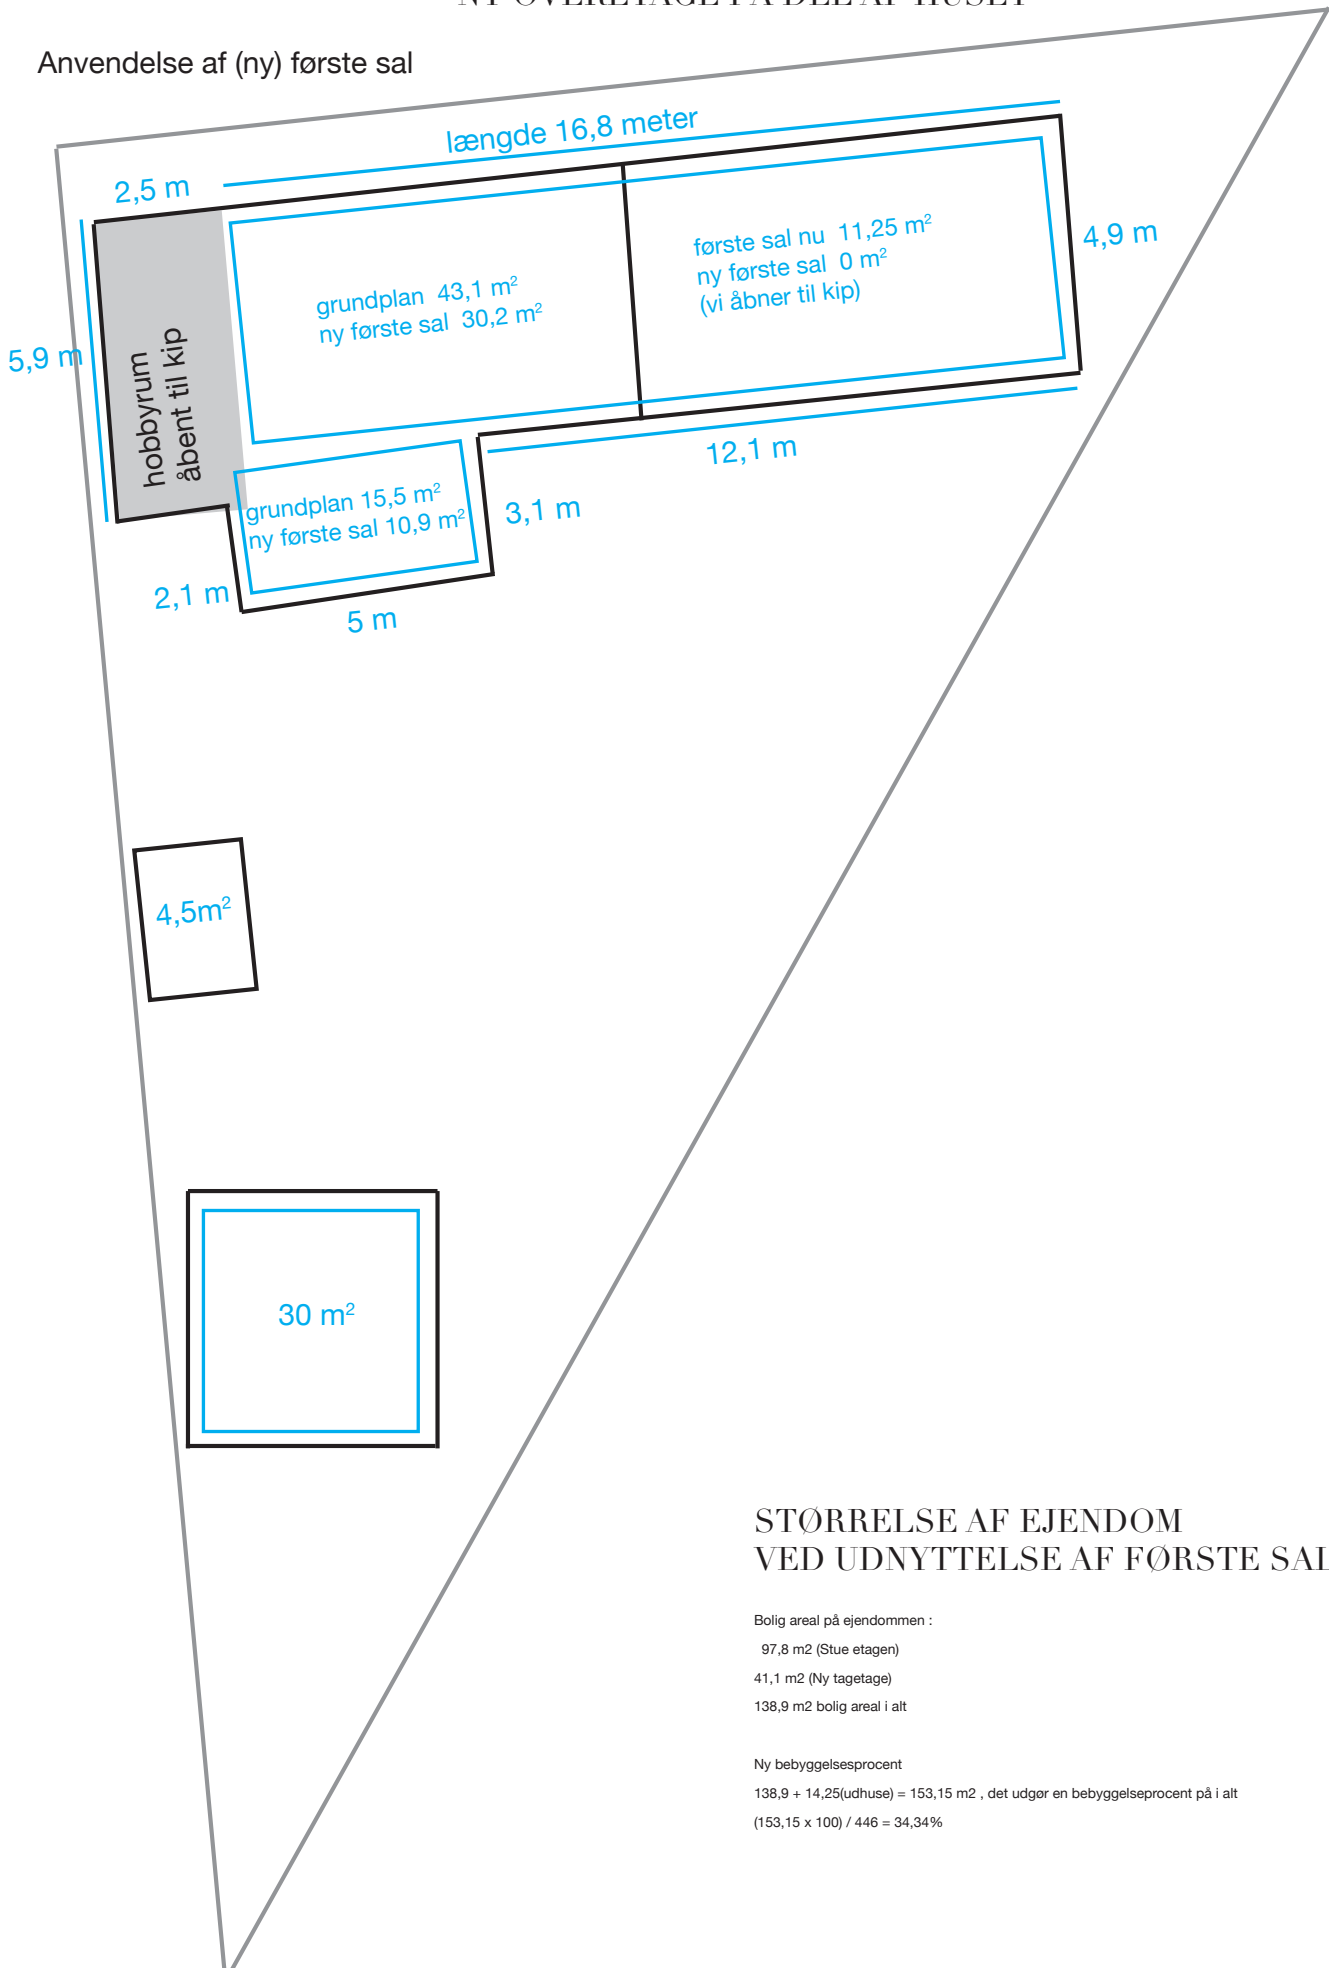 NY OVERETAGE PÅ DEL AF HUSET
Anvendelse af (ny) første sal
længde 16,8 meter
2,5 m
4,9 m
første sal nu 11,25 m²
ny første sal 0 m²
(vi åbner til kip)
grundplan 43,1 m²
ny første sal 30,2 m²
5,9 m
hobbyrum
åbent til kip
12,1 m
grundplan 15,5 m²
ny første sal 10,9 m²
3,1 m
2,1 m
5 m
4,5m²
30 m²
STØRRELSE AF EJENDOM
VED UDNYTTELSE AF FØRSTE SAL
Bolig areal på ejendommen :
97,8 m2 (Stue etagen)
41,1 m2 (Ny tagetage)
138,9 m2 bolig areal i alt
Ny bebyggelsesprocent
138,9 + 14,25(udhuse) = 153,15 m2 , det udgør en bebyggelseprocent på i alt
(153,15 x 100) / 446 = 34,34%